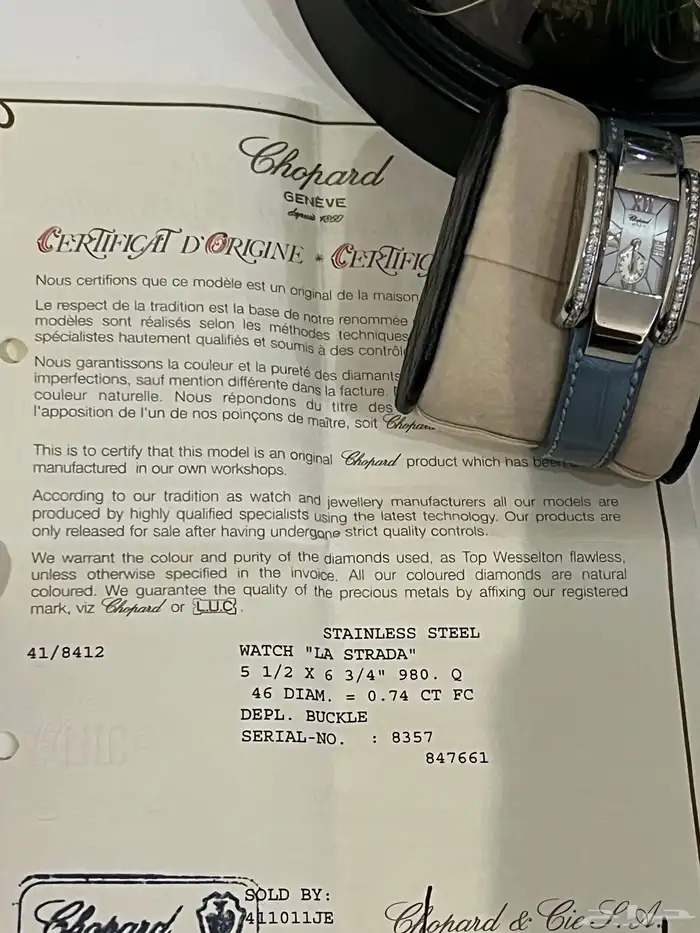 Chopard
GENÈVE
depuis 1860
CERTIFICAT D'ORIGINE * CERTIFIC
Nous certifions que ce modèle est un original de la maison
Le respect de la tradition est la base de notre renommée
modèles sont réalisés selon les méthodes techniques
spécialistes hautement qualifiés et soumis à des contrôl
Nous garantissons la couleur et la pureté des diamants
imperfections, sauf mention différente dans la facture.
couleur naturelle. Nous répondons du titre des
l'apposition de l'un de nos poinçons de maître, soit Chopard
This is to certify that this model is an original Chopard product which has been
manufactured in our own workshops.
According to our tradition as watch and jewellery manufacturers all our models are
produced by highly qualified specialists using the latest technology. Our products are
only released for sale after having undergone strict quality controls.
We warrant the colour and purity of the diamonds used, as Top Wesselton flawless,
unless otherwise specified in the invoice. All our coloured diamonds are natural
coloured. We guarantee the quality of the precious metals by affixing our registered
mark, viz Chopard or L.U.C.
STAINLESS STEEL
41/8412 WATCH "LA STRADA"
5 1/2 X 6 3/4" 980. Q
46 DIAM. = 0.74 CT FC
DEPL. BUCKLE
SERIAL-NO. : 8357
847661
SOLD BY:
411011JE
Chopard
Chopard & Cie S.A.
XII
Chopard